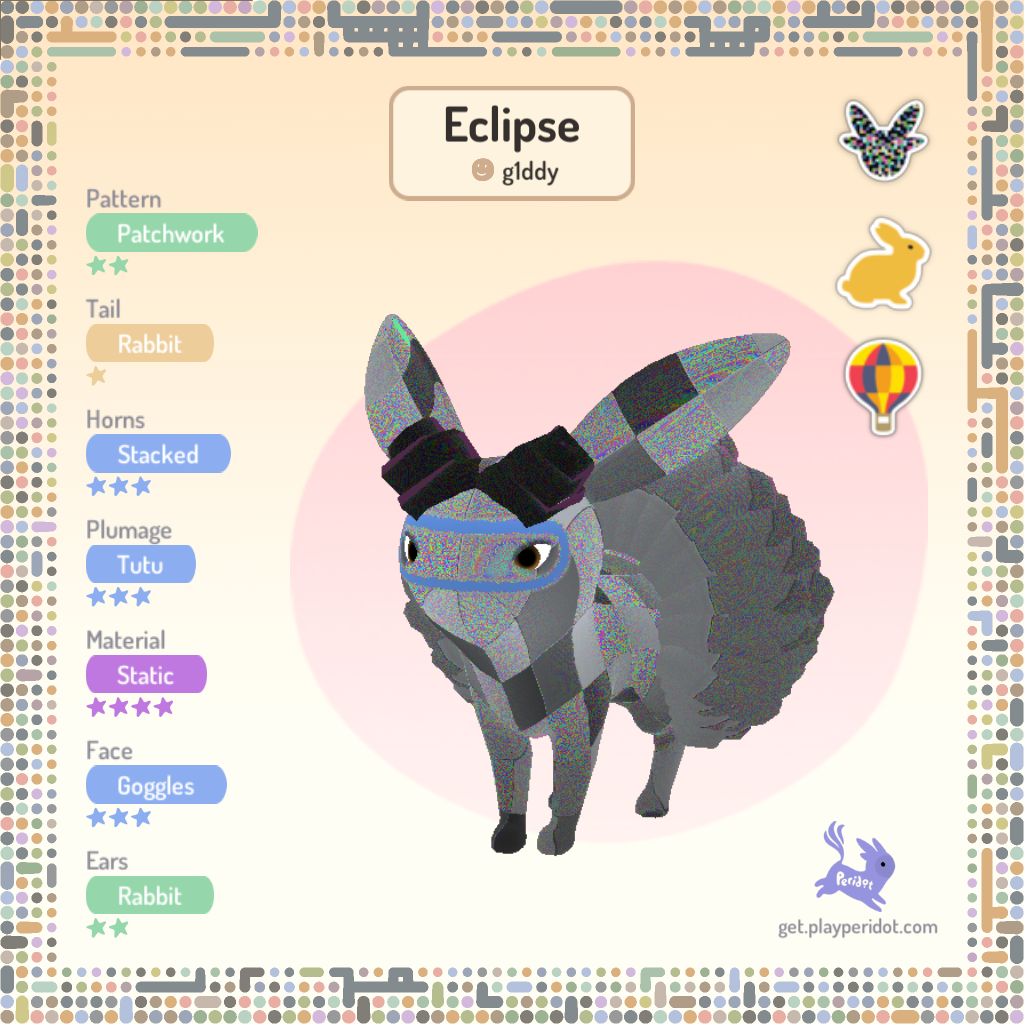 Eclipse
g1ddy
Pattern
Patchwork
Tail
Rabbit
Horns
Stacked
Plumage
Tutu
Material
Static
Face
Goggles
Ears
Rabbit
Peridot
get.playperidot.com